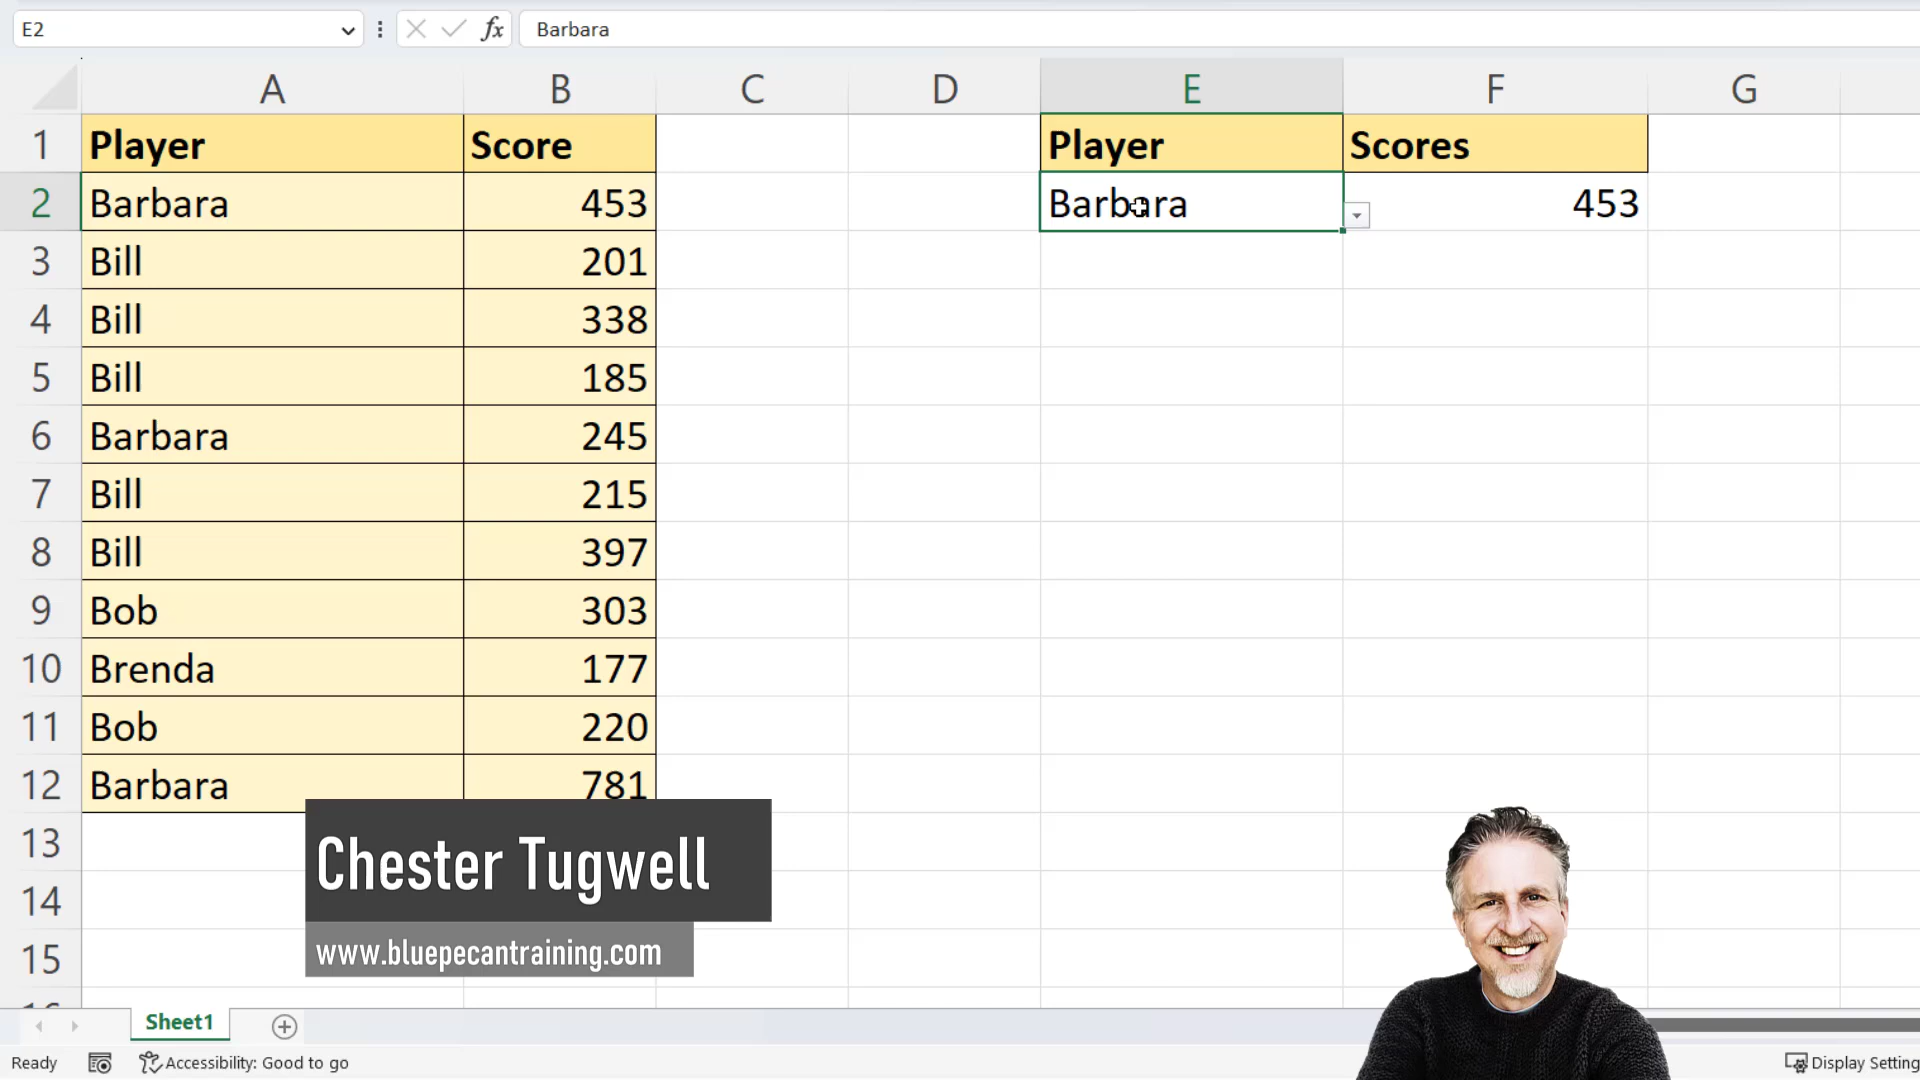 E2 fx Barbara
A B C D E F G
1 Player Score Player Scores
2 Barbara 453 Barbara 453
3 Bill 201
4 Bill 338
5 Bill 185
6 Barbara 245
7 Bill 215
8 Bill 397
9 Bob 303
10 Brenda 177
11 Bob 220
12 Barbara 781
13
Chester Tugwell
14
www.bluepecantraining.com
15
Sheet1
Ready Accessibility: Good to go Display Setting